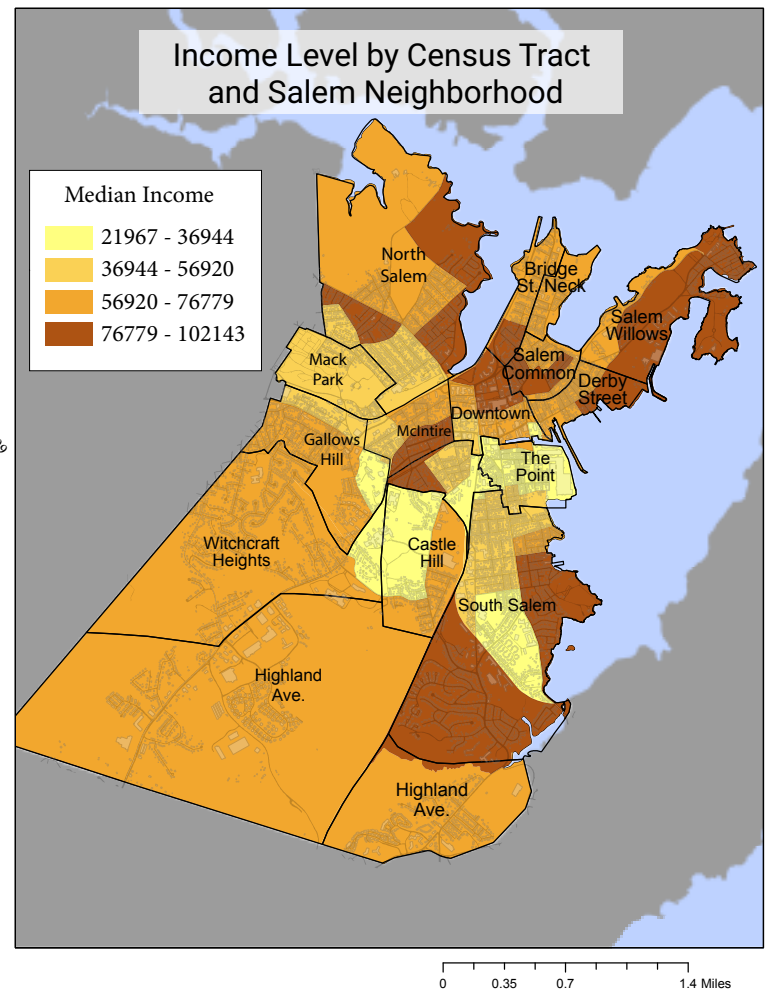 Income Level by Census Tract
and Salem Neighborhood
Median Income
21967 - 36944
36944 - 56920
56920 - 76779
76779 - 102143
North
Salem
Bridge
St. Neck
Salem
Willows
Mack
Park
Salem
Common
Derby
Street
Downtown
McIntire
Gallows
Hill
The
Point
Witchcraft
Heights
Castle
Hill
South Salem
Highland
Ave.
Highland
Ave.
0 0.35 0.7 1.4 Miles